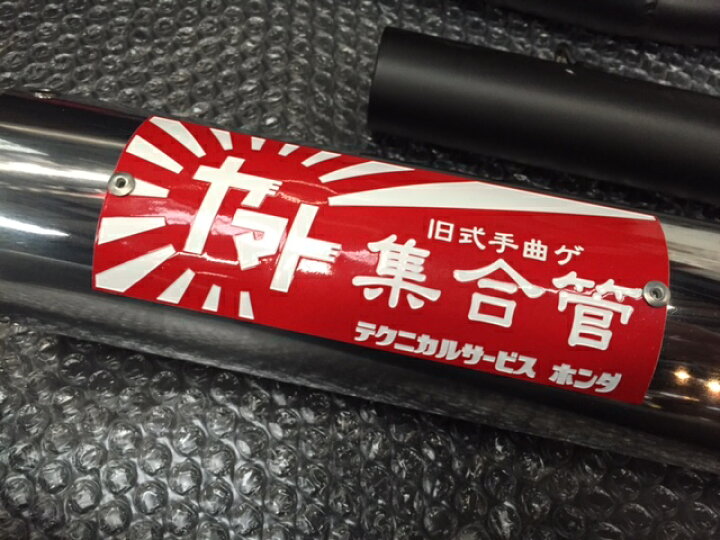 ヤマト
旧式手曲ゲ
集合管
テクニカルサービス ホンダ